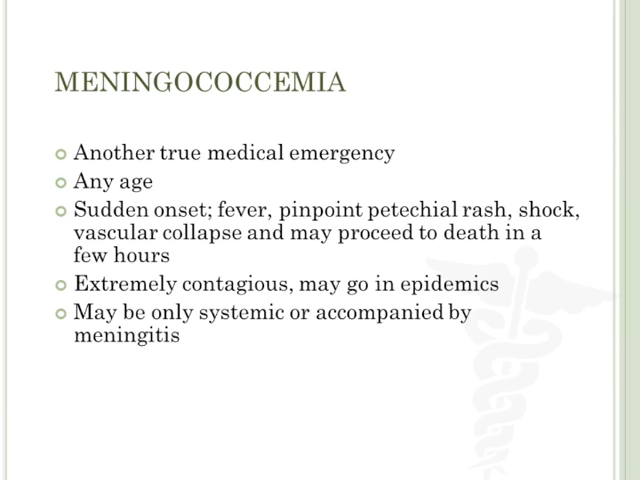 MENINGOCOCCEMIA
Another true medical emergency
Any age
Sudden onset; fever, pinpoint petechial rash, shock,
vascular collapse and may proceed to death in a
few hours
Extremely contagious, may go in epidemics
May be only systemic or accompanied by
meningitis